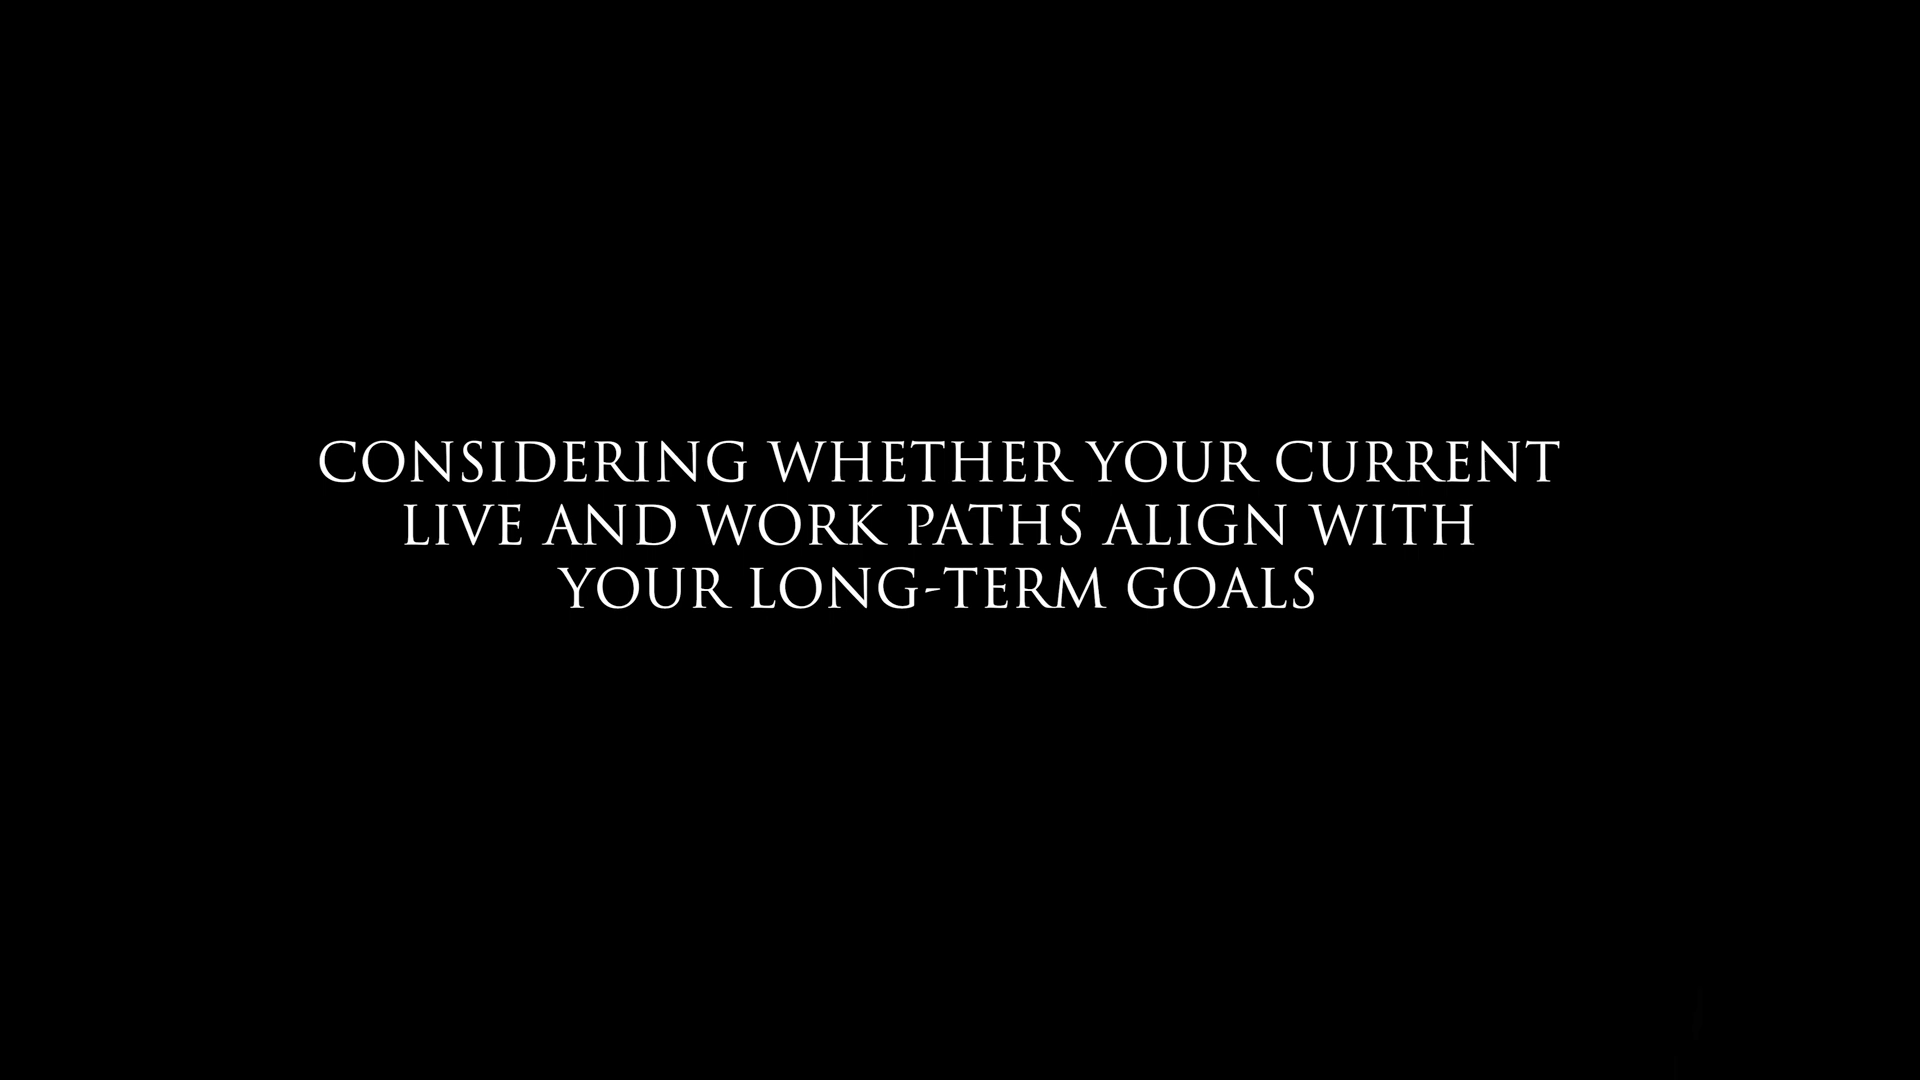 CONSIDERING WHETHER YOUR CURRENT
LIVE AND WORK PATHS ALIGN WITH
YOUR LONG-TERM GOALS